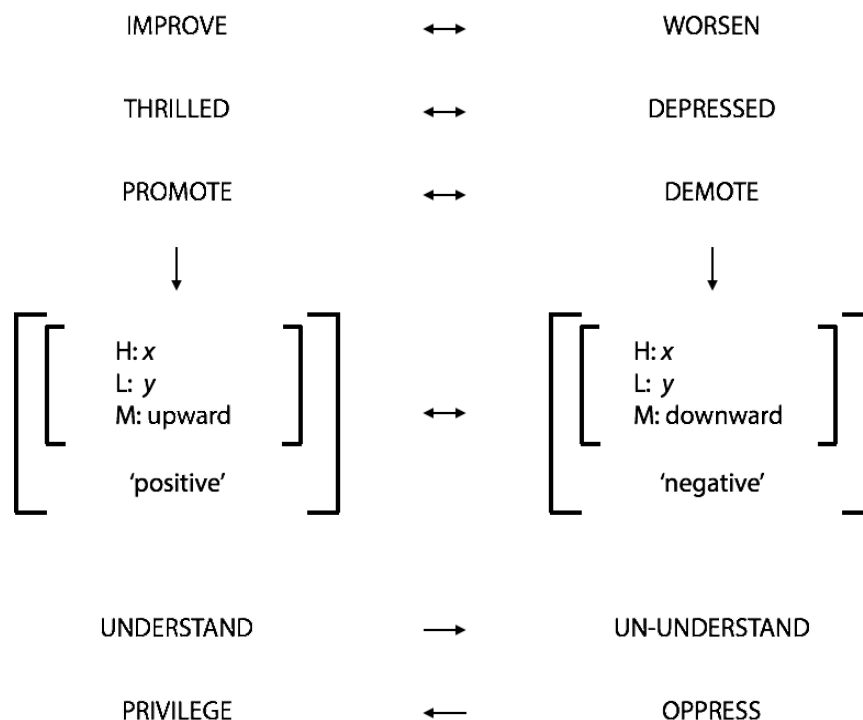 IMPROVE ↔ WORSEN
THRILLED ↔ DEPRESSED
PROMOTE ↔ DEMOTE
↓ ↓
H: x H: x
L: y L: y
M: upward ↔ M: downward
‘positive’ ‘negative’
UNDERSTAND → UN-UNDERSTAND
PRIVILEGE ← OPPRESS